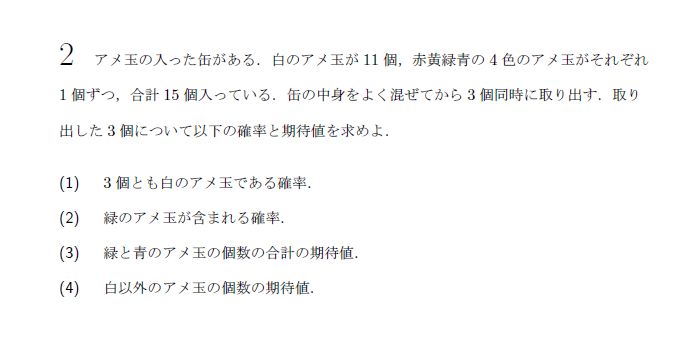 2 アメ玉の入った缶がある．白のアメ玉が 11 個，赤黄緑青の 4 色のアメ玉がそれぞれ
1 個ずつ，合計 15 個入っている．缶の中身をよく混ぜてから 3 個同時に取り出す．取り
出した 3 個について以下の確率と期待値を求めよ．
(1) 3 個とも白のアメ玉である確率．
(2) 緑のアメ玉が含まれる確率．
(3) 緑と青のアメ玉の個数の合計の期待値．
(4) 白以外のアメ玉の個数の期待値．